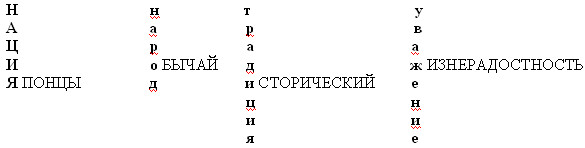 Н н т у
А а р в
Ц р а а
И о БЫЧАЙ д ж ИЗНЕРАДОСТНОСТЬ
Я ПОНЦЫ д и СТОРИЧЕСКИЙ е
ц н
и и
я е